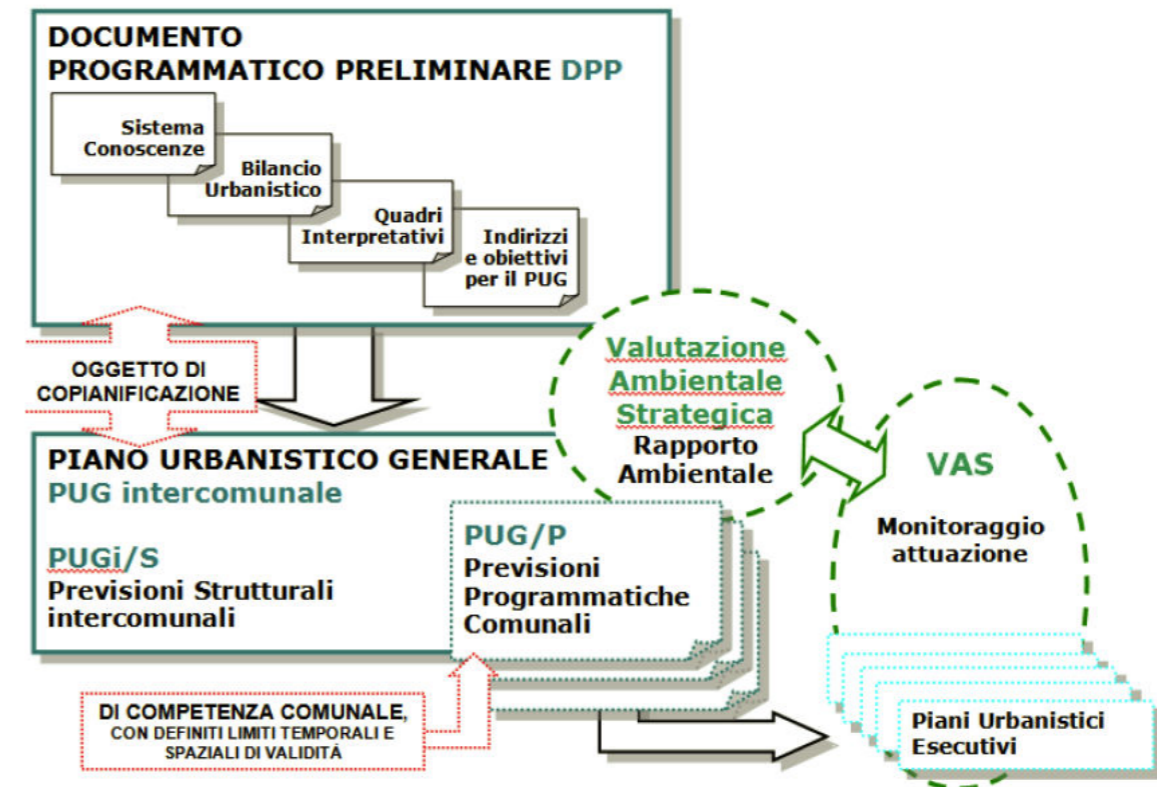 DOCUMENTO
PROGRAMMATICO PRELIMINARE DPP
Sistema
Conoscenze
Bilancio
Urbanistico
Quadri
Interpretativi
Indirizzi
e obiettivi
per il PUG
OGGETTO DI
COPIANIFICAZIONE
Valutazione
Ambientale
Strategica
Rapporto
Ambientale
VAS
Monitoraggio
attuazione
PIANO URBANISTICO GENERALE
PUG intercomunale
PUGi/S
Previsioni Strutturali
intercomunali
PUG/P
Previsioni
Programmatiche
Comunali
DI COMPETENZA COMUNALE,
CON DEFINITI LIMITI TEMPORALI E
SPAZIALI DI VALIDITÀ
Piani Urbanistici
Esecutivi